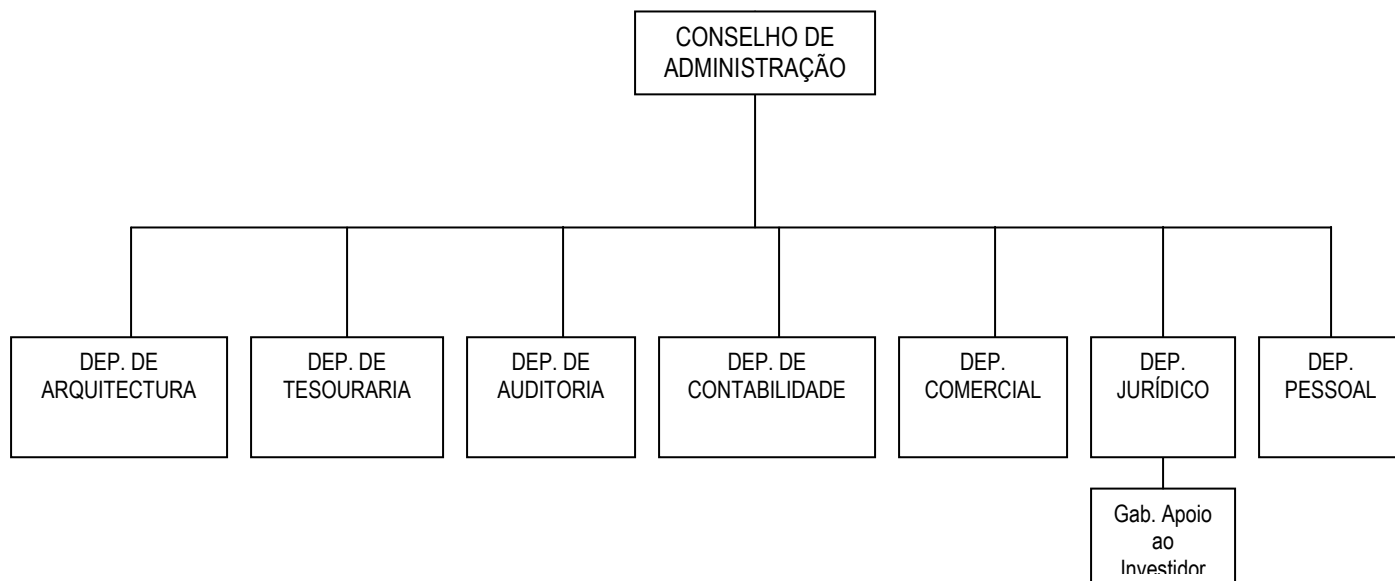 CONSELHO DE
ADMINISTRAÇÃO
DEP. DE
ARQUITECTURA
DEP. DE
TESOURARIA
DEP. DE
AUDITORIA
DEP. DE
CONTABILIDADE
DEP.
COMERCIAL
DEP.
JURÍDICO
DEP.
PESSOAL
Gab. Apoio
ao
Investidor